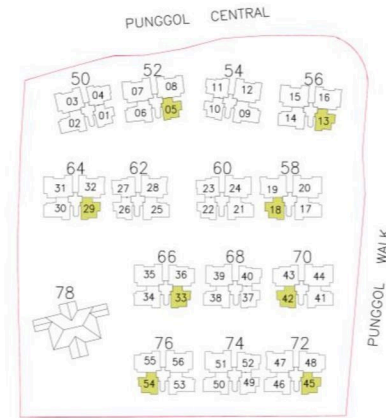 PUNGGOL CENTRAL
50 52 54 56
03 04 02 01
07 08 06 05
11 12 10 09
15 16 14 13
64 62 60 58
31 32 30 29
27 28 26 25
23 24 22 21
19 20 18 17
66 68 70
35 36 34 33
39 40 38 37
43 44 42 41
78
76 74 72
55 56 54 53
51 52 50 49
47 48 46 45
PUNGGOL WALK